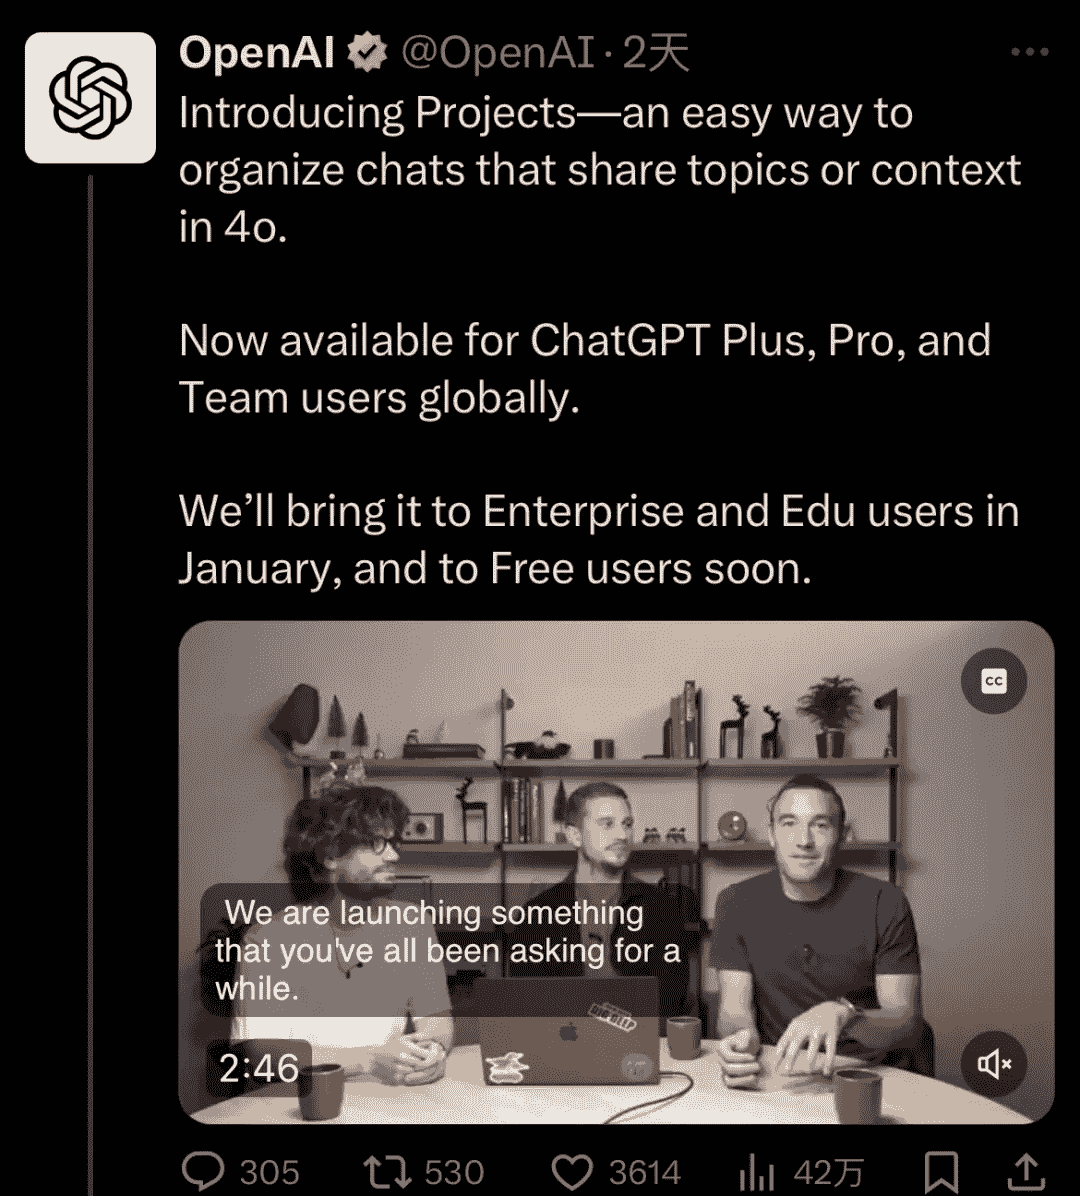 OpenAI @OpenAI · 2天
Introducing Projects—an easy way to
organize chats that share topics or context
in 4o.
Now available for ChatGPT Plus, Pro, and
Team users globally.
We’ll bring it to Enterprise and Edu users in
January, and to Free users soon.
CC
We are launching something
that you've all been asking for a
while.
2:46
305 530 3614 42万